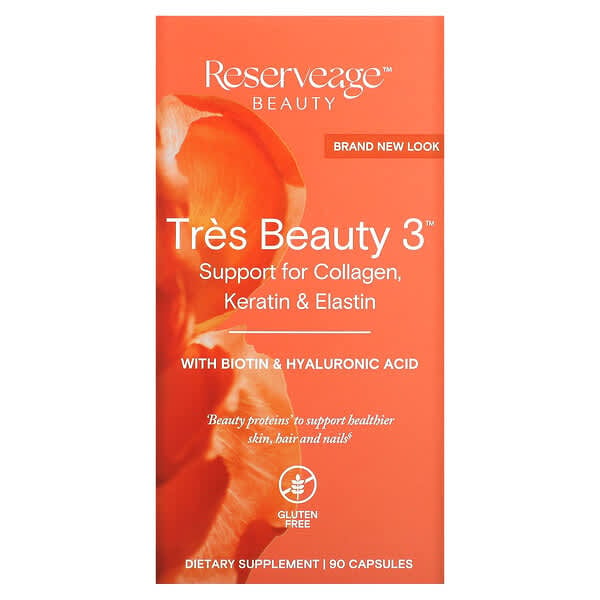 Reserveage™
BEAUTY
BRAND NEW LOOK
Très Beauty 3™
Support for Collagen,
Keratin & Elastin
WITH BIOTIN & HYALURONIC ACID
‘Beauty proteins’ to support healthier
skin, hair and nails§
GLUTEN
FREE
DIETARY SUPPLEMENT | 90 CAPSULES